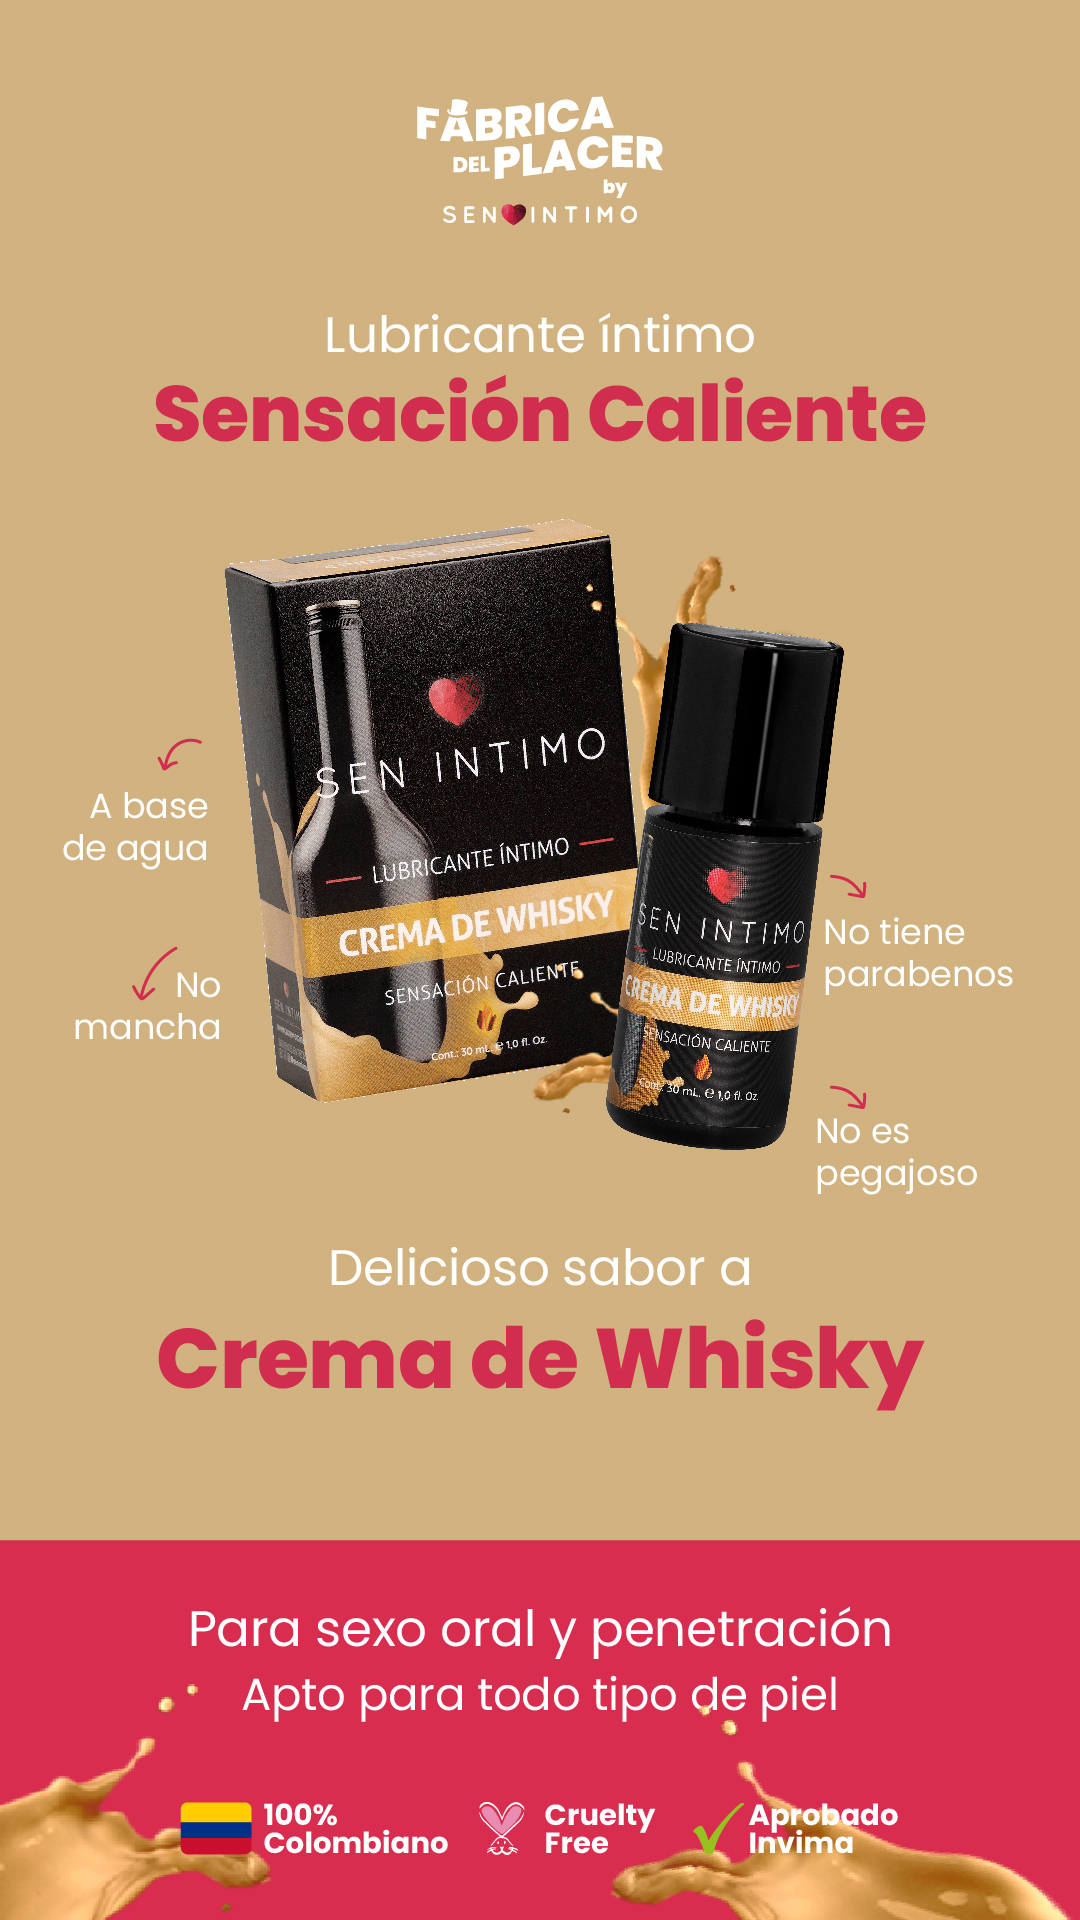 FÁBRICA
DEL PLACER
by
SEN INTIMO
Lubricante íntimo
Sensación Caliente
SEN INTIMO
LUBRICANTE ÍNTIMO
CREMA DE WHISKY
SENSACIÓN CALIENTE
Cont.: 30 mL ℮ 1,0 fl. Oz.
SEN INTIMO
LUBRICANTE ÍNTIMO
CREMA DE WHISKY
SENSACIÓN CALIENTE
Cont.: 30 mL. ℮ 1,0 fl. Oz.
A base
de agua
No
mancha
No tiene
parabenos
No es
pegajoso
Delicioso sabor a
Crema de Whisky
Para sexo oral y penetración
Apto para todo tipo de piel
100%
Colombiano
Cruelty
Free
Aprobado
Invima